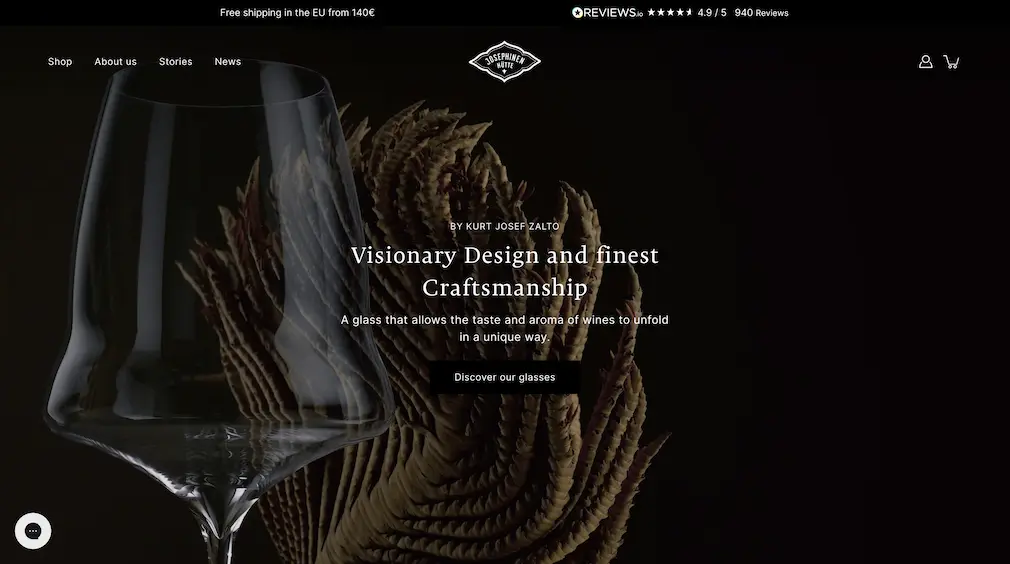 Free shipping in the EU from 140€
REVIEWS.io 4.9 / 5 940 Reviews
Shop About us Stories News
JOSEPHINEN
HÜTTE
BY KURT JOSEF ZALTO
Visionary Design and finest
Craftsmanship
A glass that allows the taste and aroma of wines to unfold
in a unique way.
Discover our glasses